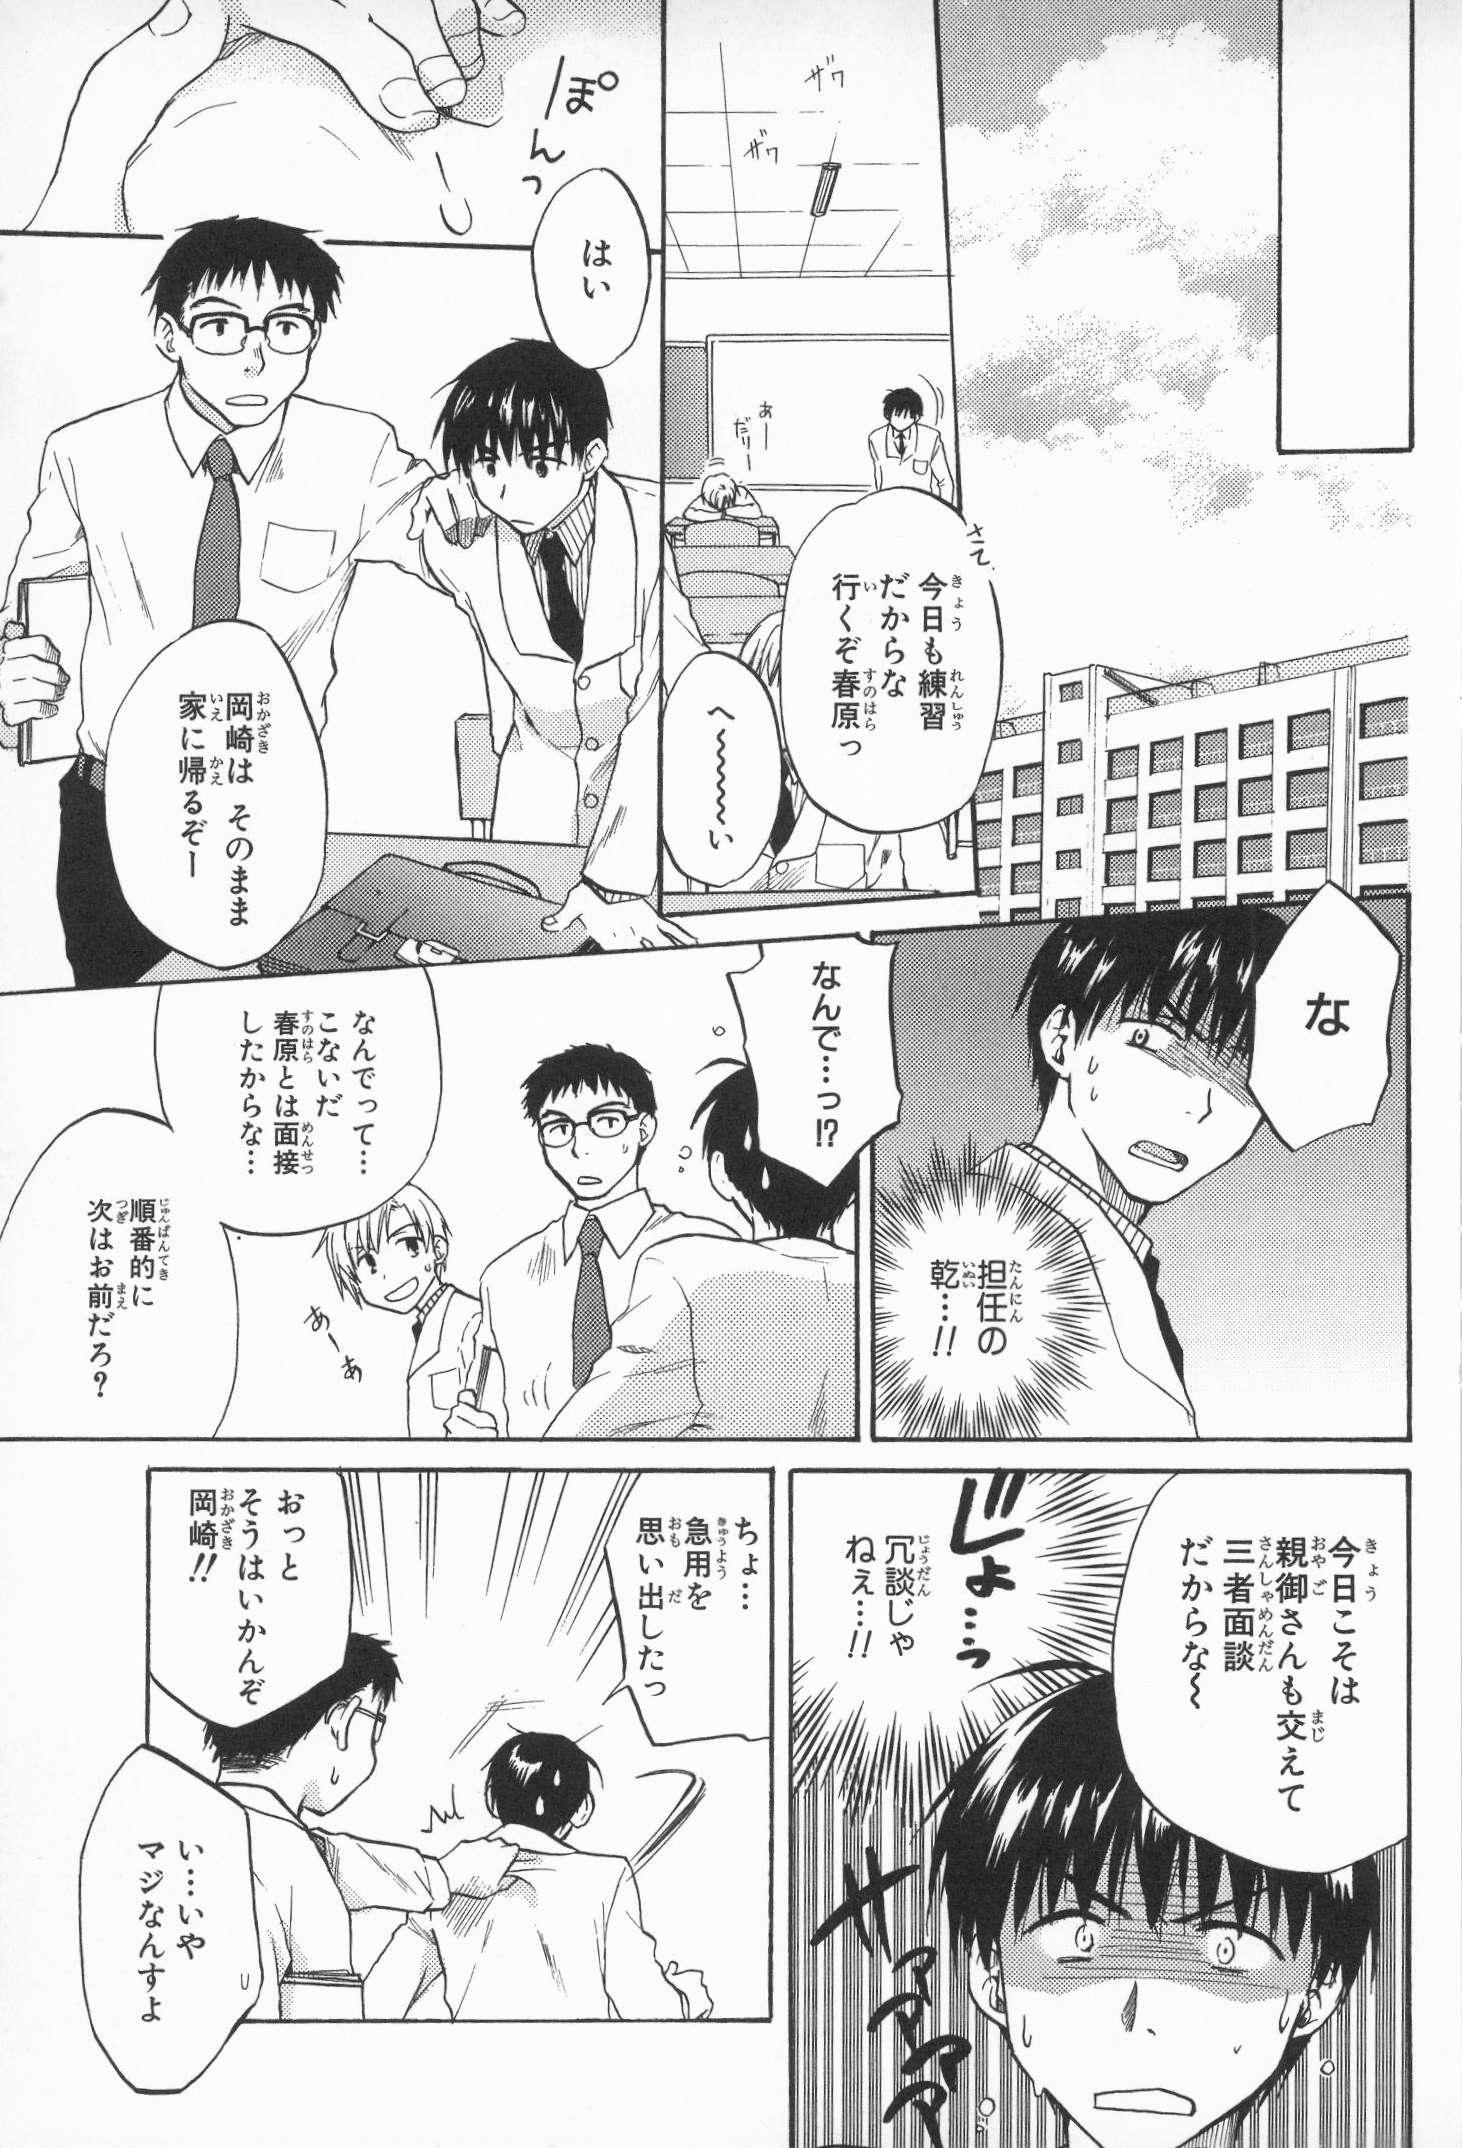 ザワ
ザワ
あー
だりー
さて、
今日も練習
だからな
行くぞ春原っ
へ〜〜〜〜い
ぽんっ
はい
岡崎は そのまま
家に帰るぞー
な
担任の
乾…!!
なんで…っ!?
なんでって…
こないだ
春原とは面接
したからな…
順番的に
次はお前だろ?
あーあ
今日こそは
親御さんも交えて
三者面談
だからな〜
じょ…っ
冗談じゃ
ねぇ…!!
サァァァァ
ちょ…
急用を
思い出したっ
おっと
そうはいかんぞ
岡崎!!
い…いや
マジなんすよ